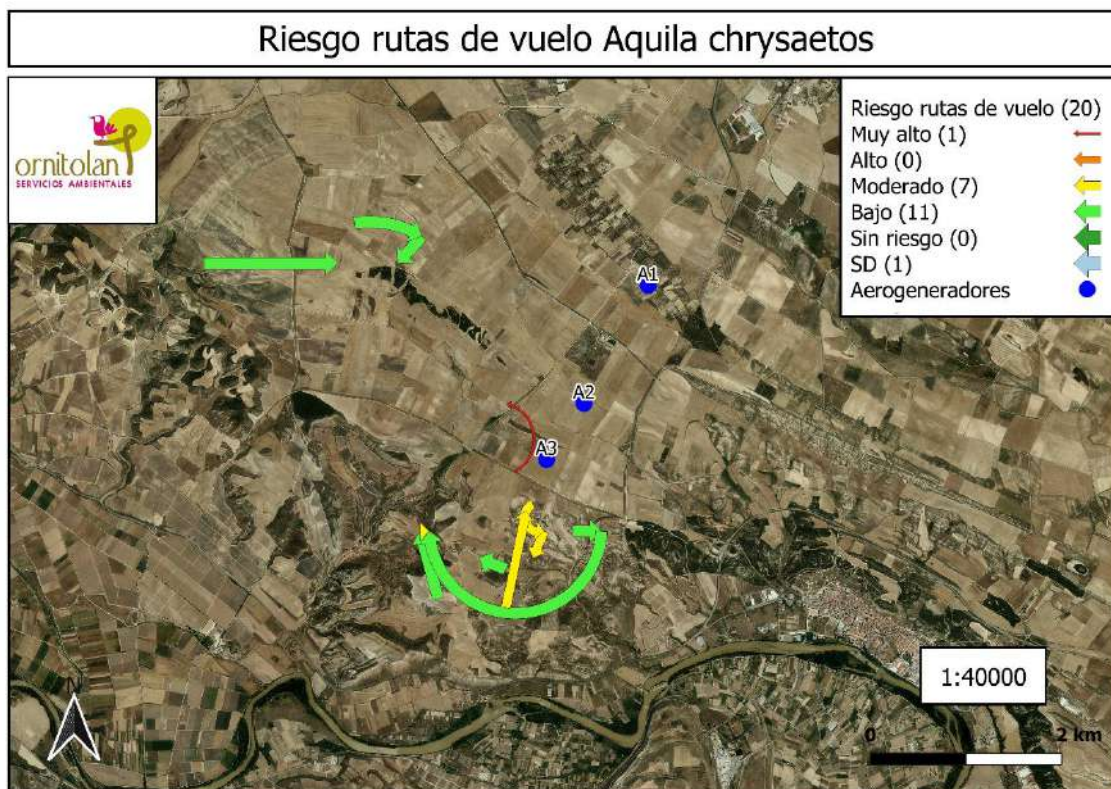 Riesgo rutas de vuelo Aquila chrysaetos
ornitolan
SERVICIOS AMBIENTALES
Riesgo rutas de vuelo (20)
Muy alto (1)
Alto (0)
Moderado (7)
Bajo (11)
Sin riesgo (0)
SD (1)
Aerogeneradores
A1
A2
A3
1:40000
N
0 2 km